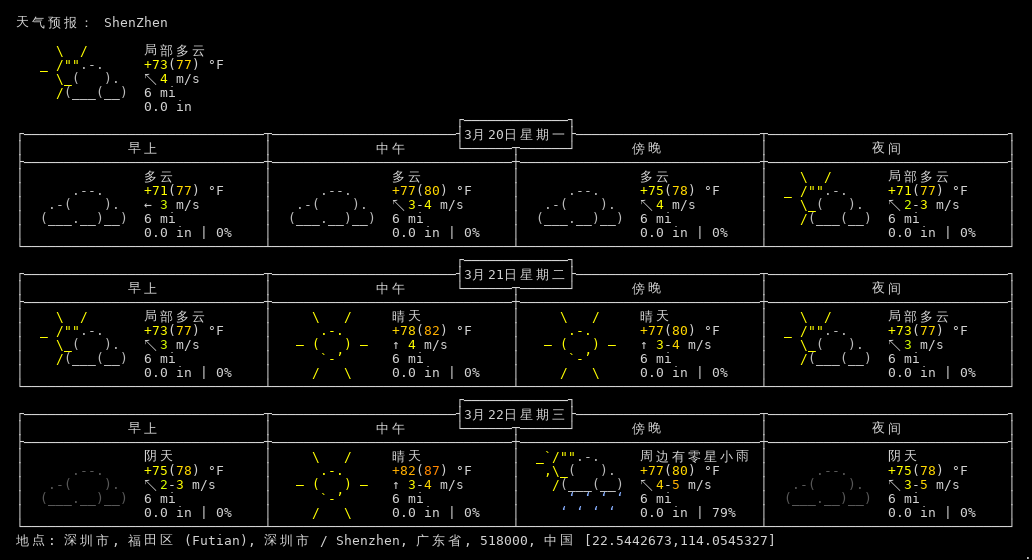 天气预报： ShenZhen
局部多云
+73(77) °F
↖ 4 m/s
6 mi
0.0 in
3月20日星期一
早上 中午 傍晚 夜间
多云 多云 多云 局部多云
+71(77) °F +77(80) °F +75(78) °F +71(77) °F
← 3 m/s ↖ 3-4 m/s ↖ 4 m/s ↖ 2-3 m/s
6 mi 6 mi 6 mi 6 mi
0.0 in | 0% 0.0 in | 0% 0.0 in | 0% 0.0 in | 0%
3月21日星期二
早上 中午 傍晚 夜间
局部多云 晴天 晴天 局部多云
+73(77) °F +78(82) °F +77(80) °F +73(77) °F
↖ 3 m/s ↑ 4 m/s ↑ 3-4 m/s ↖ 3 m/s
6 mi 6 mi 6 mi 6 mi
0.0 in | 0% 0.0 in | 0% 0.0 in | 0% 0.0 in | 0%
3月22日星期三
早上 中午 傍晚 夜间
阴天 晴天 周边有零星小雨 阴天
+75(78) °F +82(87) °F +77(80) °F +75(78) °F
↖ 2-3 m/s ↑ 3-4 m/s ↖ 4-5 m/s ↖ 3-5 m/s
6 mi 6 mi 6 mi 6 mi
0.0 in | 0% 0.0 in | 0% 0.0 in | 79% 0.0 in | 0%
地点: 深圳市, 福田区 (Futian), 深圳市 / Shenzhen, 广东省, 518000, 中国 [22.5442673,114.0545327]